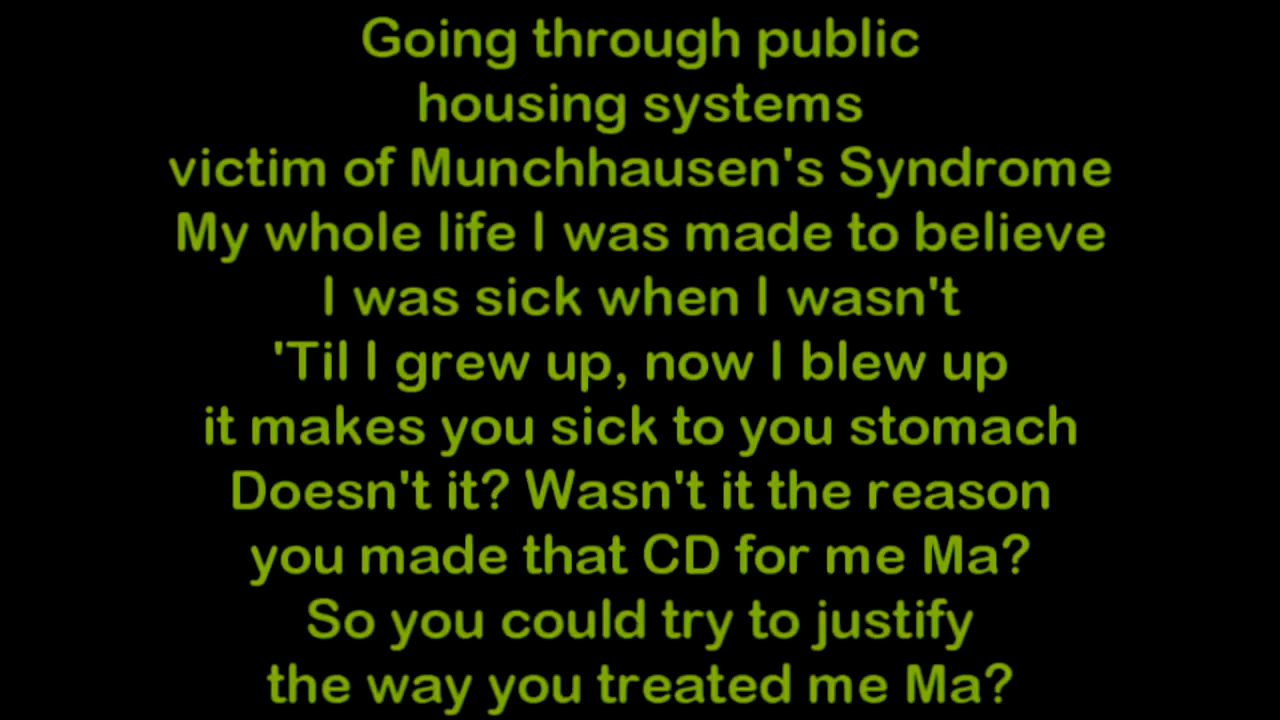 Going through public
housing systems
victim of Munchhausen's Syndrome
My whole life I was made to believe
I was sick when I wasn't
'Til I grew up, now I blew up
it makes you sick to you stomach
Doesn't it? Wasn't it the reason
you made that CD for me Ma?
So you could try to justify
the way you treated me Ma?